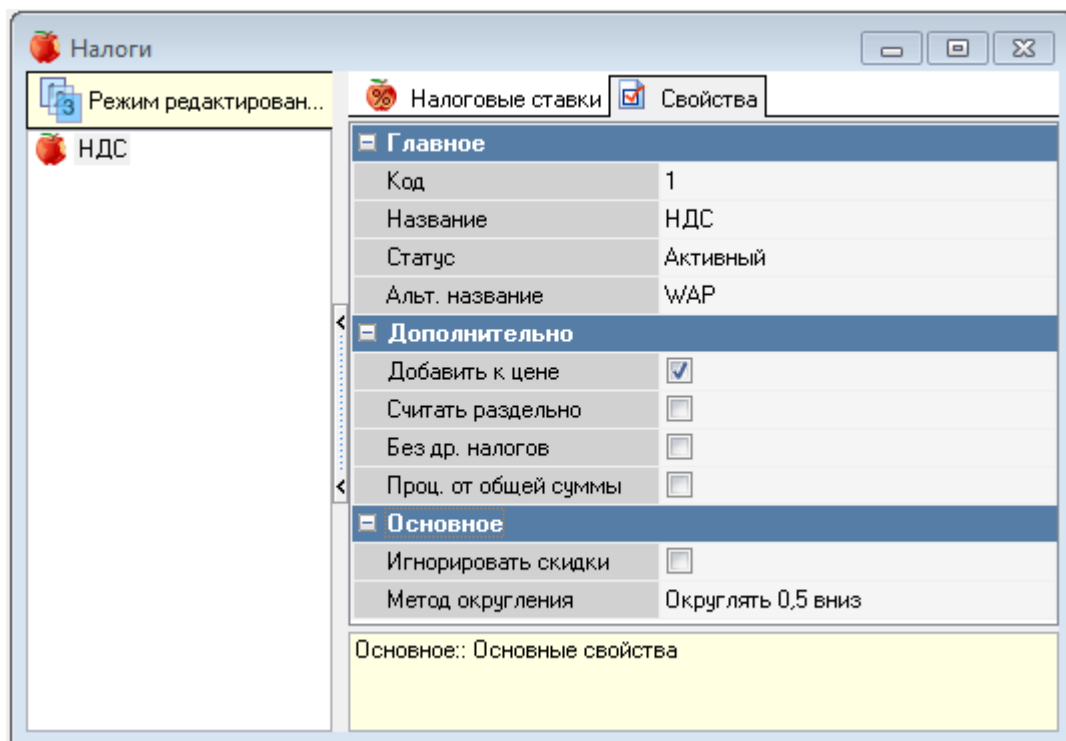 Налоги
Режим редактирован...
НДС
Налоговые ставки Свойства
Главное
Код 1
Название НДС
Статус Активный
Альт. название WAP
Дополнительно
Добавить к цене
Считать раздельно
Без др. налогов
Проц. от общей суммы
Основное
Игнорировать скидки
Метод округления Округлять 0,5 вниз
Основное:: Основные свойства